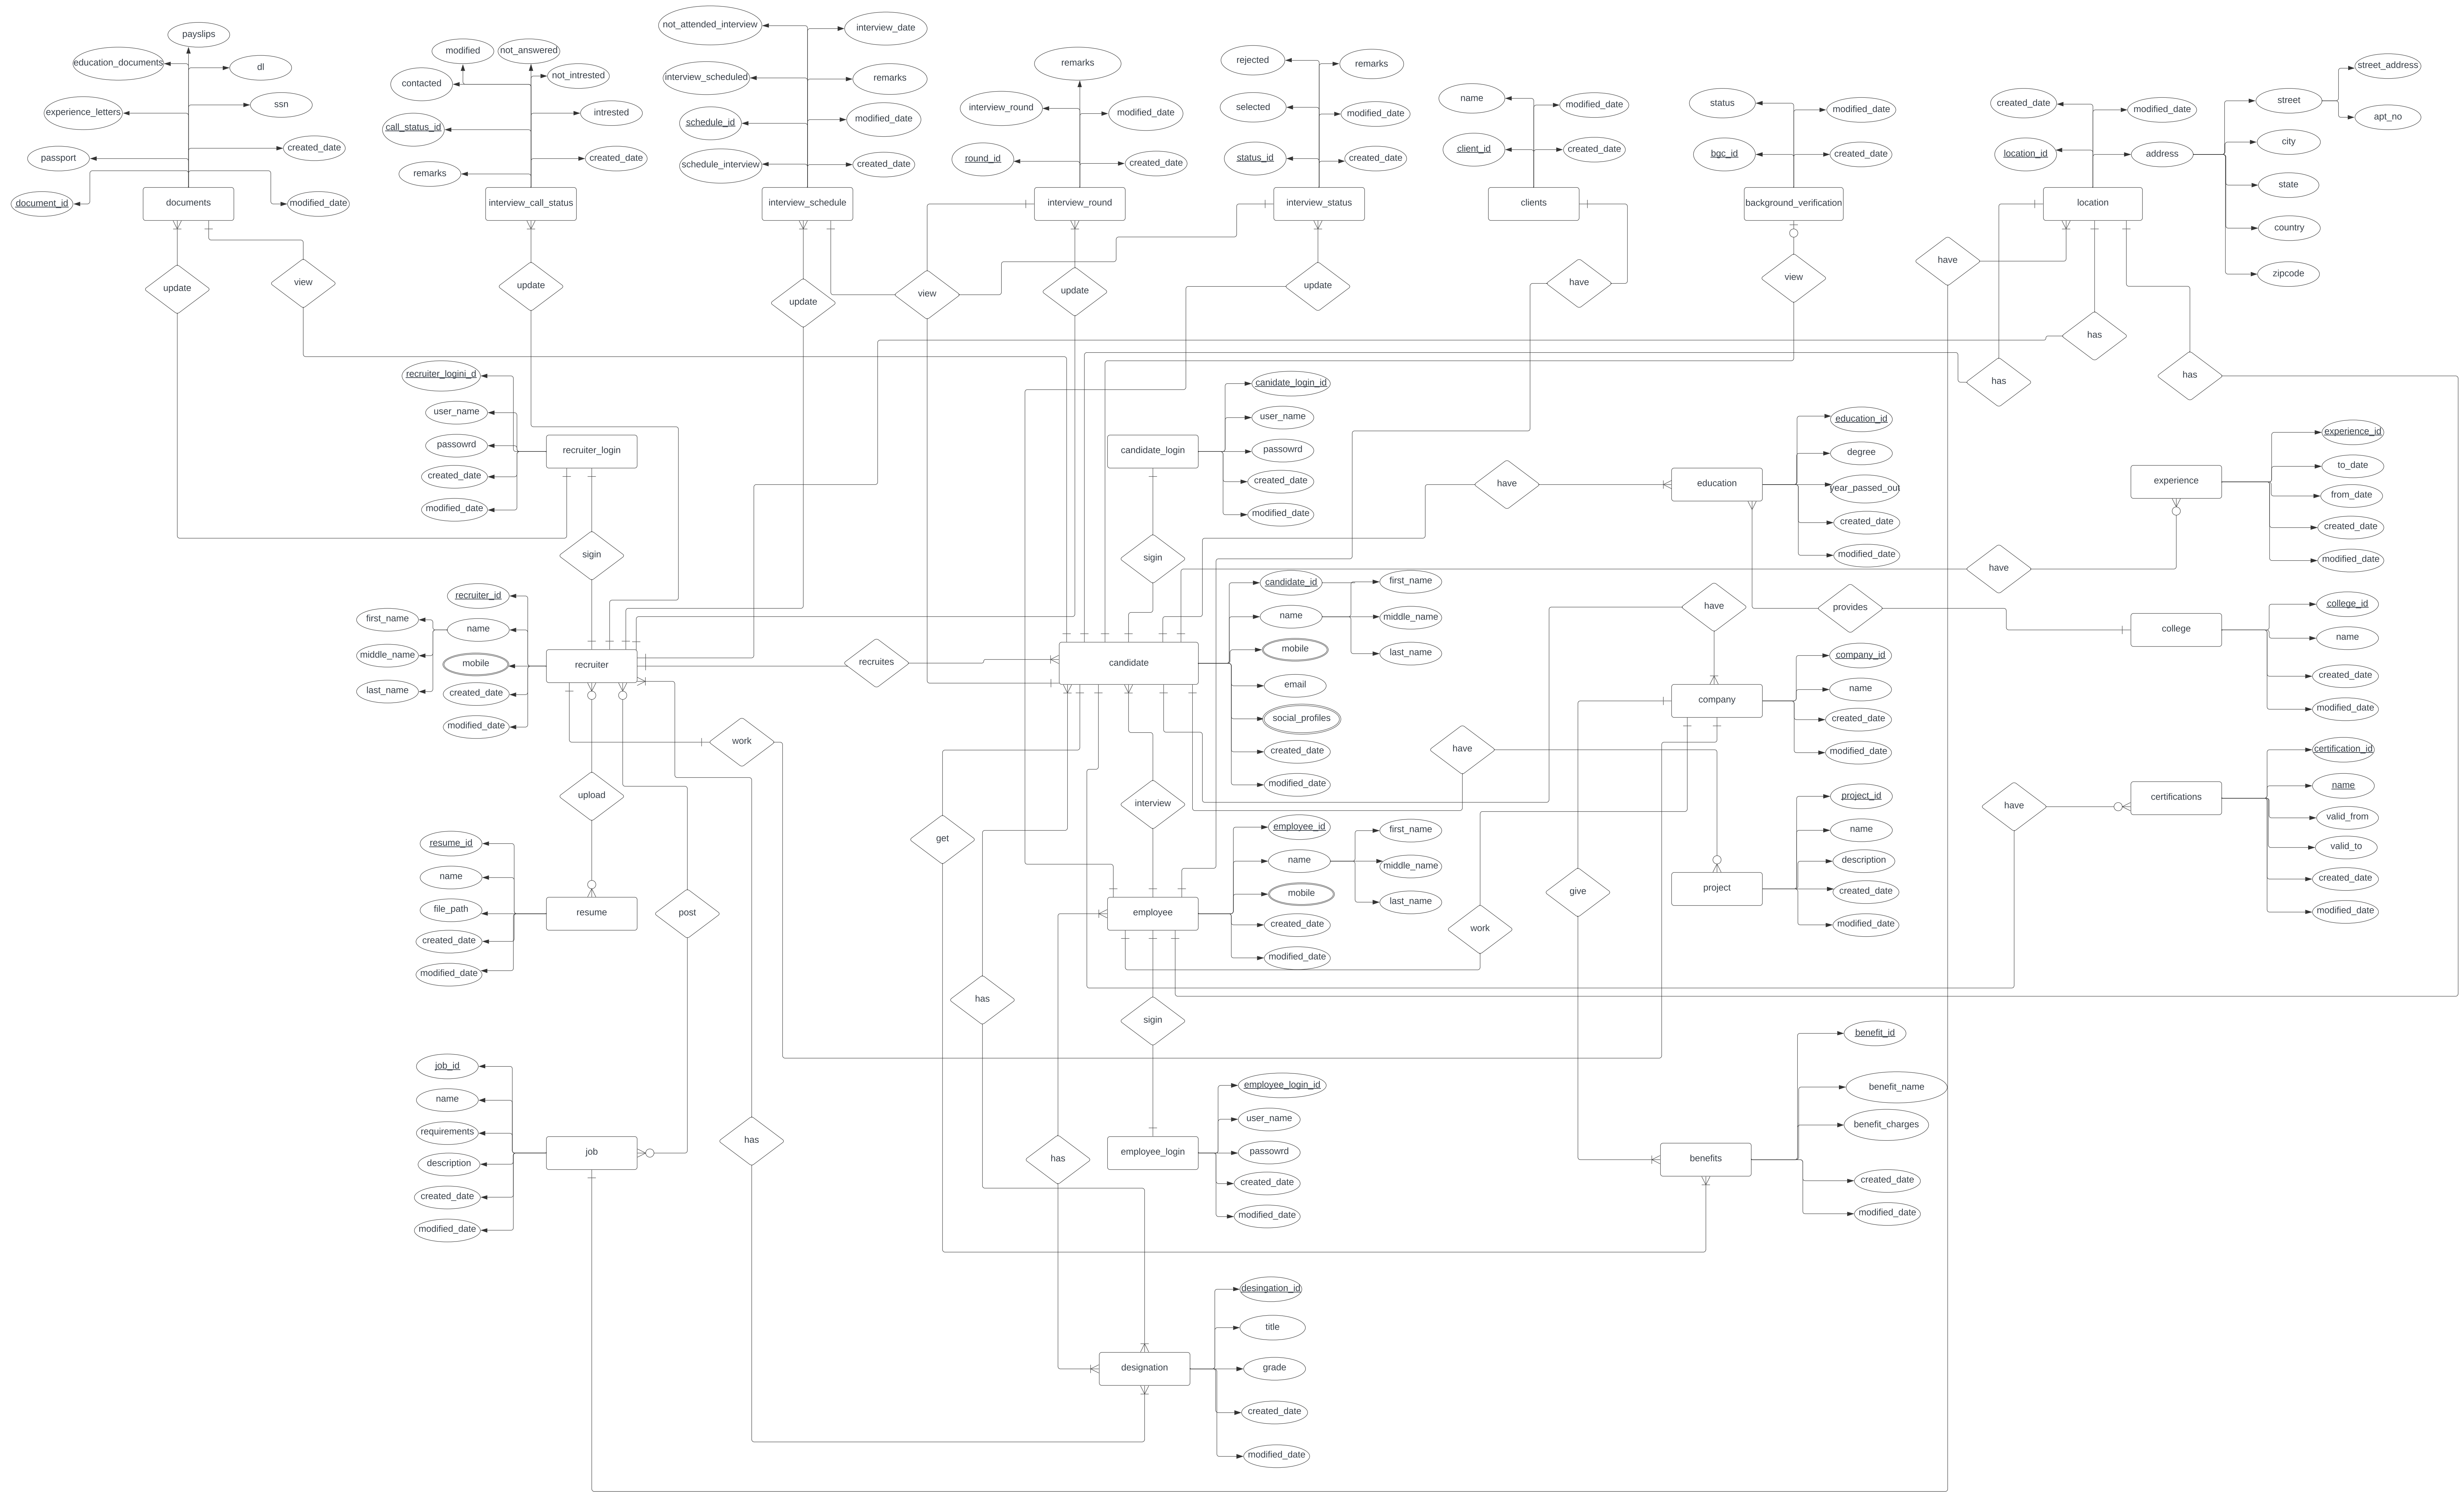 payslips
education_documents
dl
experience_letters
ssn
passport
created_date
document_id
modified_date
documents
update
view
modified
not_answered
contacted
not_intrested
call_status_id
intrested
remarks
created_date
interview_call_status
update
not_attended_interview
interview_date
interview_scheduled
remarks
schedule_id
modified_date
schedule_interview
created_date
interview_schedule
update
remarks
interview_round
modified_date
round_id
created_date
interview_round
view
update
rejected
remarks
selected
modified_date
status_id
created_date
interview_status
update
name
modified_date
client_id
created_date
clients
have
status
modified_date
bgc_id
created_date
background_verification
view
created_date
modified_date
location_id
address
location
street_address
street
apt_no
city
state
country
zipcode
have
has
has
has
recruiter_logini_d
user_name
passowrd
created_date
modified_date
recruiter_login
sigin
canidate_login_id
user_name
passowrd
created_date
modified_date
candidate_login
sigin
have
education
education_id
degree
year_passed_out
created_date
modified_date
experience
experience_id
to_date
from_date
created_date
modified_date
have
recruiter_id
first_name
name
middle_name
mobile
last_name
created_date
modified_date
recruiter
recruites
candidate
candidate_id
first_name
name
middle_name
mobile
last_name
email
social_profiles
created_date
modified_date
have
provides
college
college_id
name
created_date
modified_date
company
company_id
name
created_date
modified_date
work
have
upload
interview
get
resume_id
name
file_path
created_date
modified_date
resume
post
employee_id
first_name
name
middle_name
mobile
last_name
created_date
modified_date
employee
work
give
project
project_id
name
description
created_date
modified_date
have
certifications
certification_id
name
valid_from
valid_to
created_date
modified_date
has
sigin
job_id
name
requirements
description
created_date
modified_date
job
has
has
employee_login_id
user_name
passowrd
created_date
modified_date
employee_login
benefits
benefit_id
benefit_name
benefit_charges
created_date
modified_date
designation
desingation_id
title
grade
created_date
modified_date